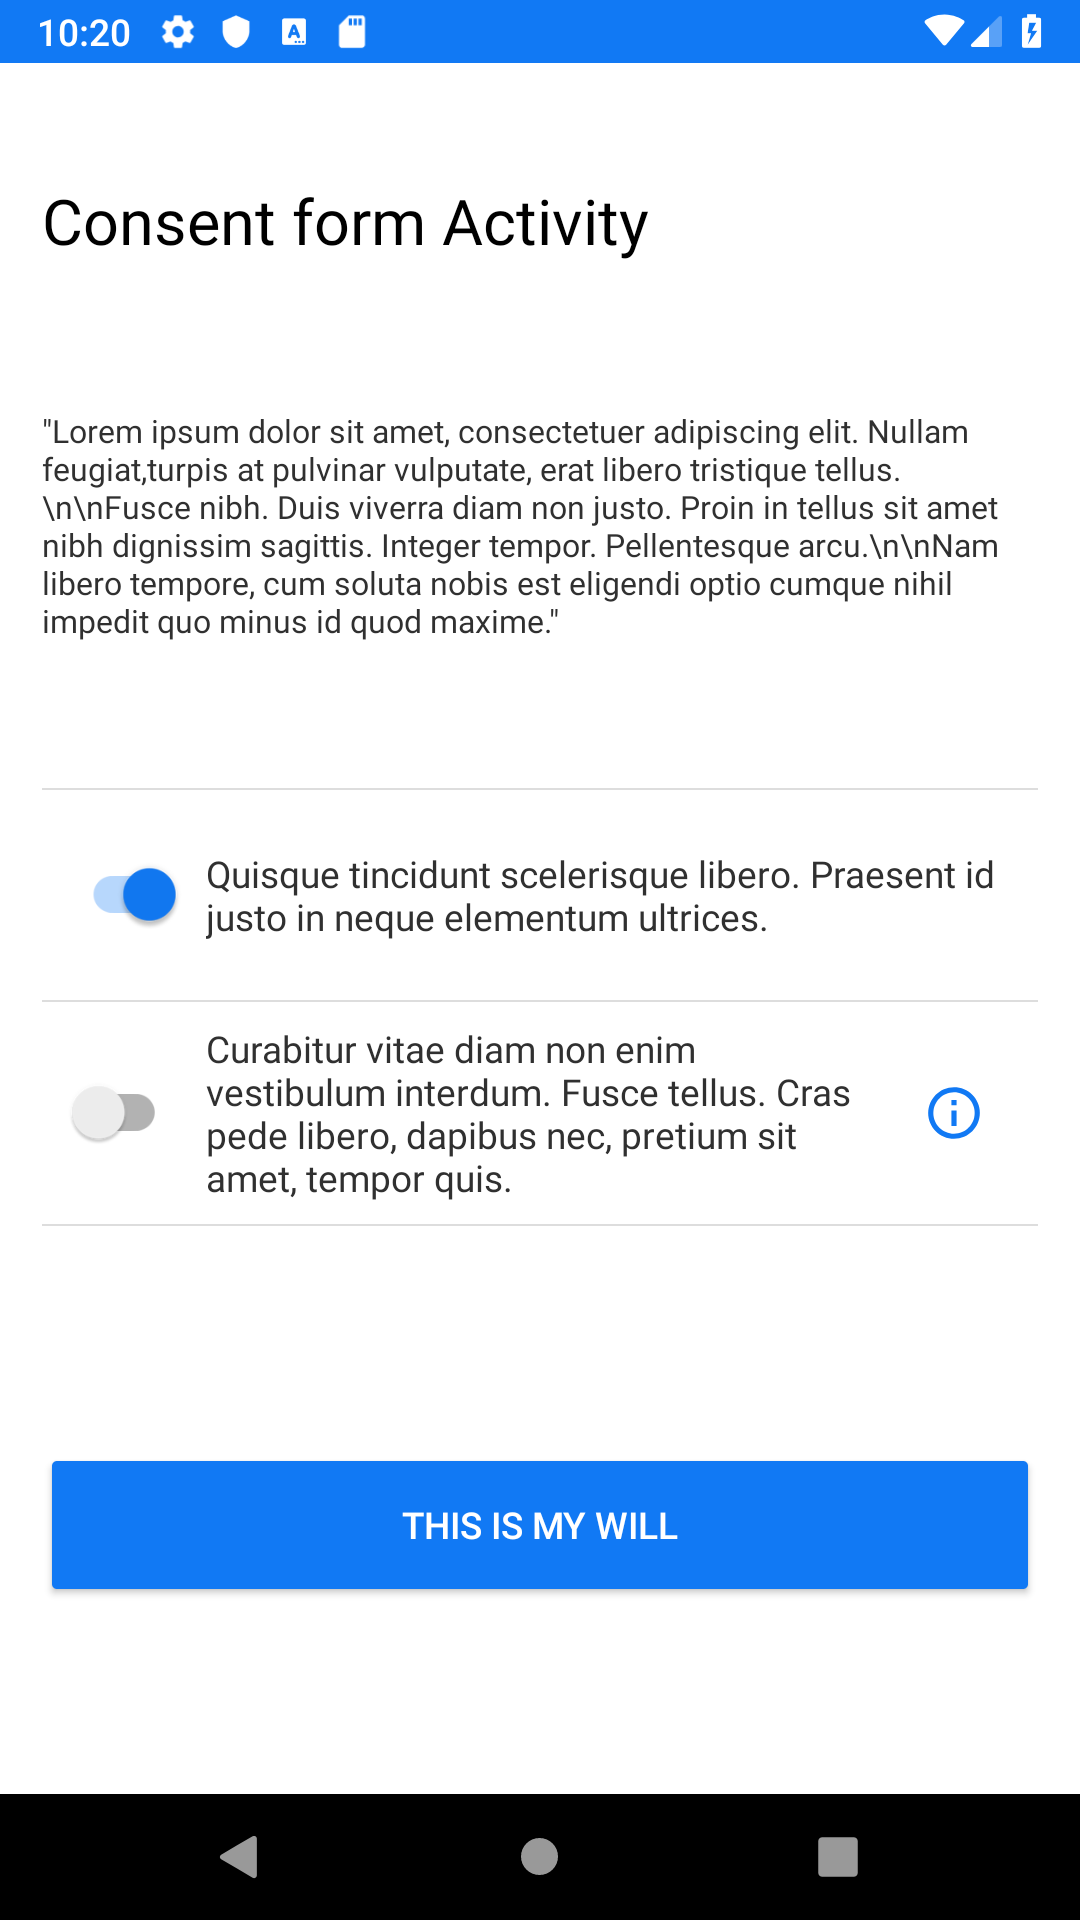 10:20
Consent form Activity
"Lorem ipsum dolor sit amet, consectetuer adipiscing elit. Nullam
feugiat,turpis at pulvinar vulputate, erat libero tristique tellus.
\n\nFusce nibh. Duis viverra diam non justo. Proin in tellus sit amet
nibh dignissim sagittis. Integer tempor. Pellentesque arcu.\n\nNam
libero tempore, cum soluta nobis est eligendi optio cumque nihil
impedit quo minus id quod maxime."
Quisque tincidunt scelerisque libero. Praesent id
justo in neque elementum ultrices.
Curabitur vitae diam non enim
vestibulum interdum. Fusce tellus. Cras
pede libero, dapibus nec, pretium sit
amet, tempor quis.
THIS IS MY WILL